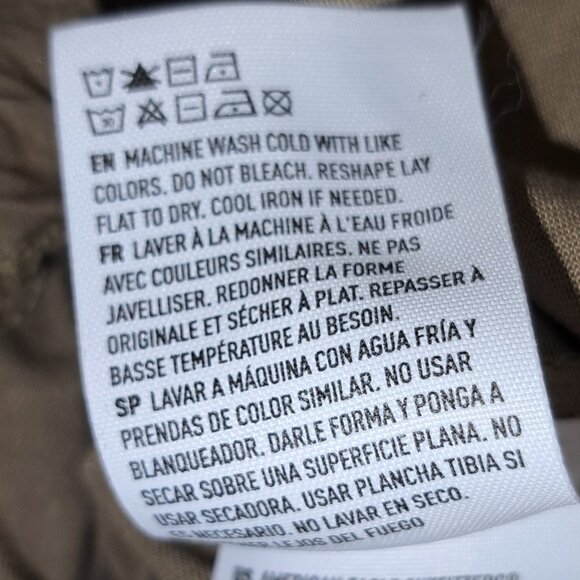 30
EN MACHINE WASH COLD WITH LIKE
COLORS. DO NOT BLEACH. RESHAPE LAY
FLAT TO DRY. COOL IRON IF NEEDED.
FR LAVER À LA MACHINE À L'EAU FROIDE
AVEC COULEURS SIMILAIRES. NE PAS
JAVELLISER. REDONNER LA FORME
ORIGINALE ET SÉCHER À PLAT. REPASSER À
BASSE TEMPÉRATURE AU BESOIN.
SP LAVAR A MÁQUINA CON AGUA FRÍA Y
PRENDAS DE COLOR SIMILAR. NO USAR
BLANQUEADOR. DARLE FORMA Y PONGA A
SECAR SOBRE UNA SUPERFICIE PLANA. NO
USAR SECADORA. USAR PLANCHA TIBIA SI
ES NECESARIO. NO LAVAR EN SECO.
LEJOS DEL FUEGO